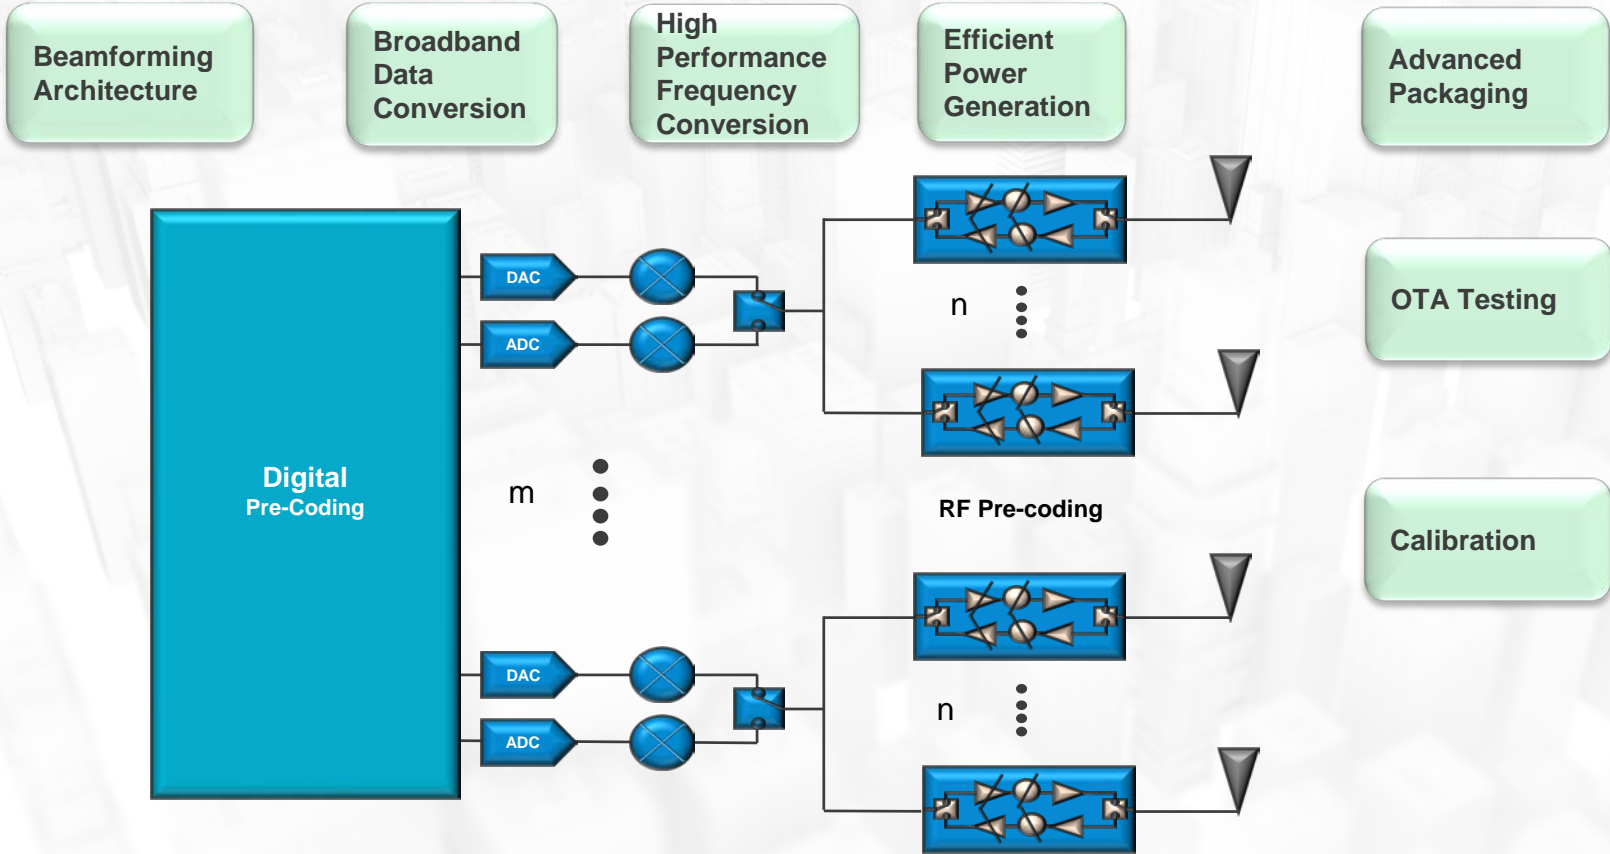 Beamforming
Architecture
Broadband
Data
Conversion
High
Performance
Frequency
Conversion
Efficient
Power
Generation
Advanced
Packaging
DAC
ADC
n
OTA Testing
Digital
Pre-Coding
m
RF Pre-coding
Calibration
DAC
ADC
n